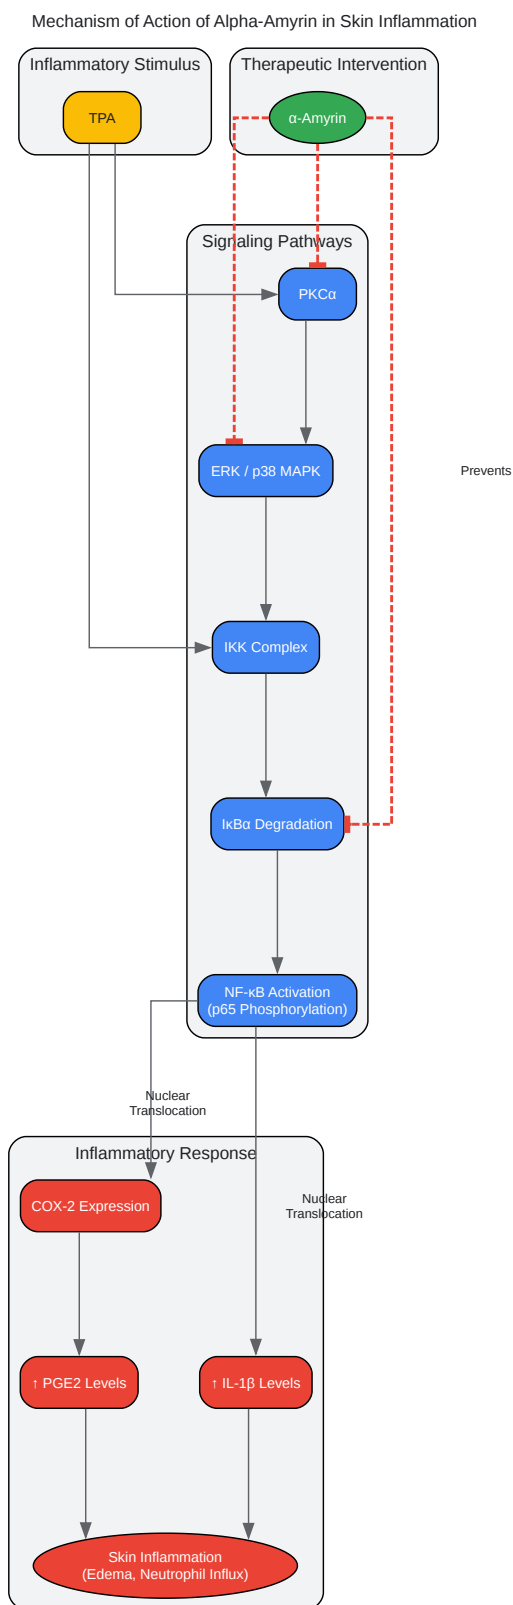 Mechanism of Action of Alpha-Amyrin in Skin Inflammation
Inflammatory Stimulus
Therapeutic Intervention
TPA
α-Amyrin
Signaling Pathways
PKCα
ERK / p38 MAPK
Prevents
IKK Complex
IκBα Degradation
NF-κB Activation
(p65 Phosphorylation)
Nuclear
Translocation
Inflammatory Response
COX-2 Expression
Nuclear
Translocation
↑ PGE2 Levels
↑ IL-1β Levels
Skin Inflammation
(Edema, Neutrophil Influx)